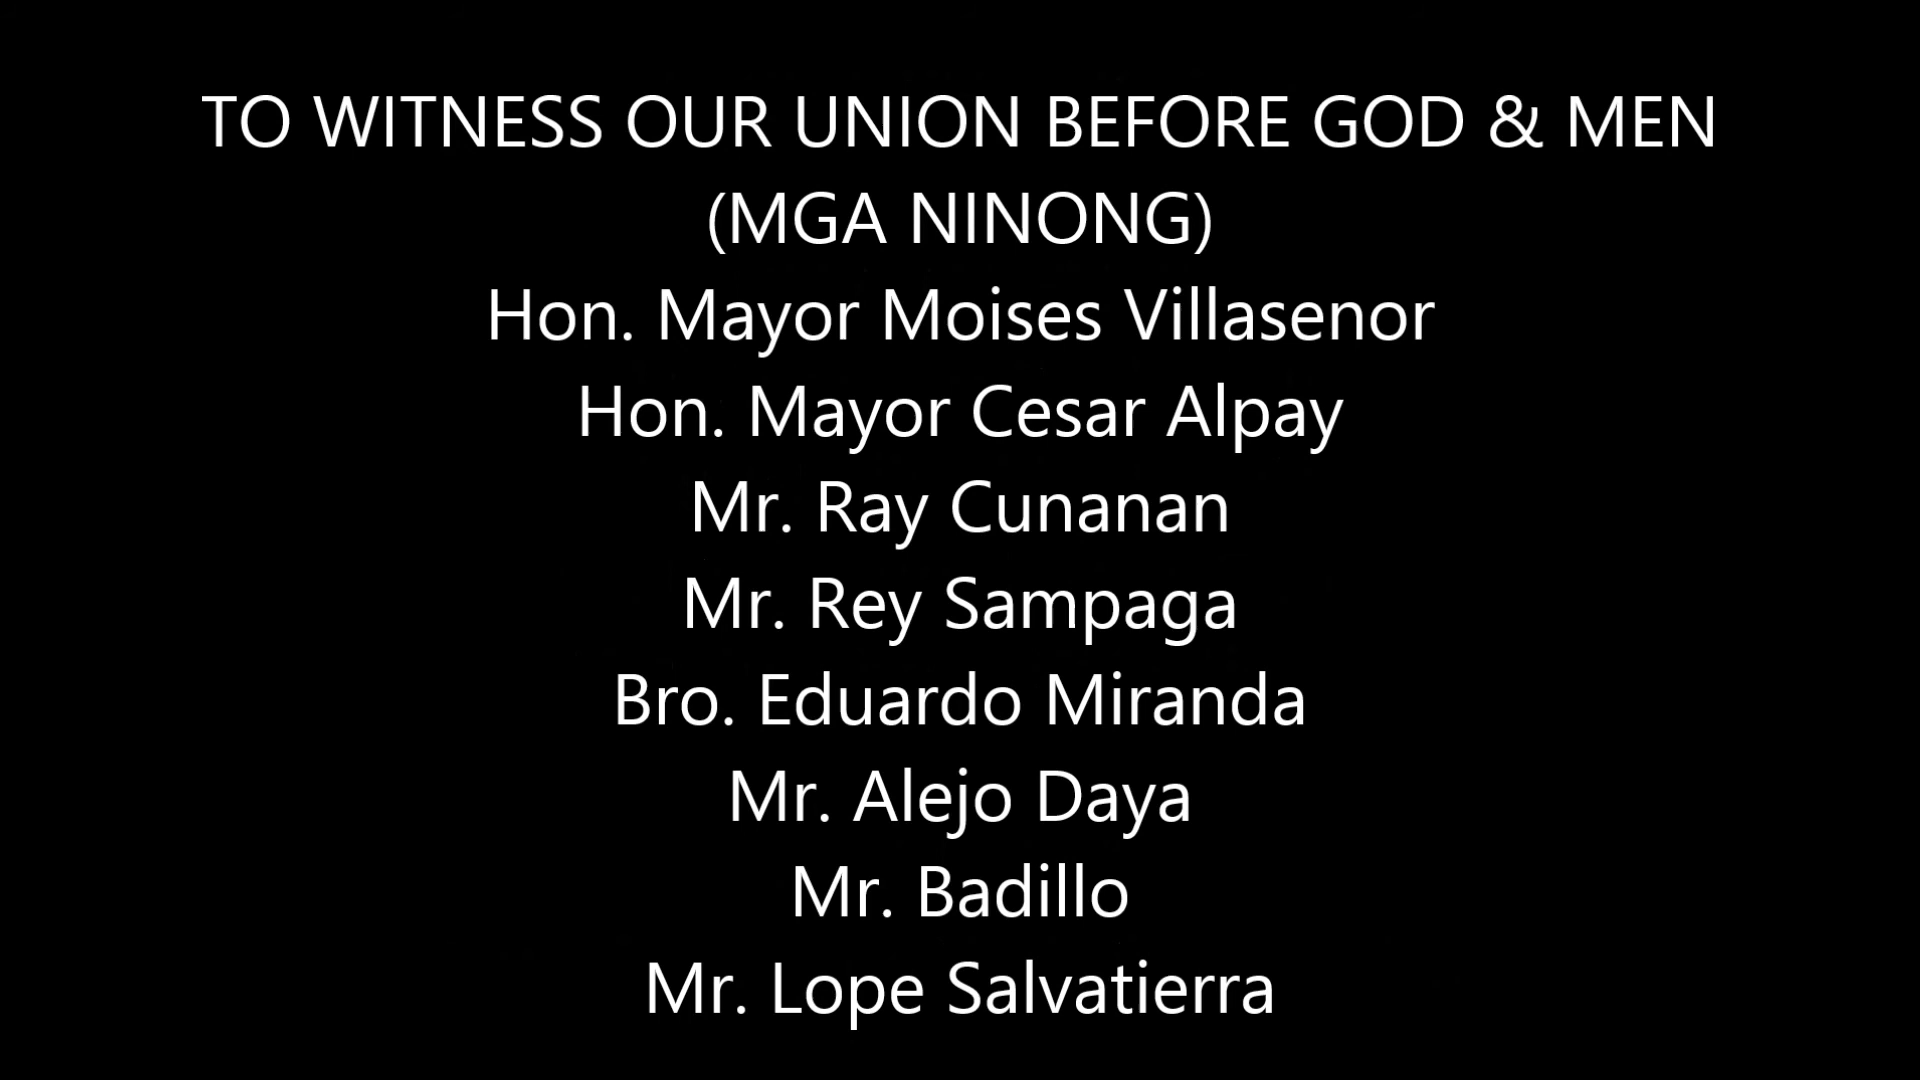 TO WITNESS OUR UNION BEFORE GOD & MEN
(MGA NINONG)
Hon. Mayor Moises Villasenor
Hon. Mayor Cesar Alpay
Mr. Ray Cunanan
Mr. Rey Sampaga
Bro. Eduardo Miranda
Mr. Alejo Daya
Mr. Badillo
Mr. Lope Salvatierra